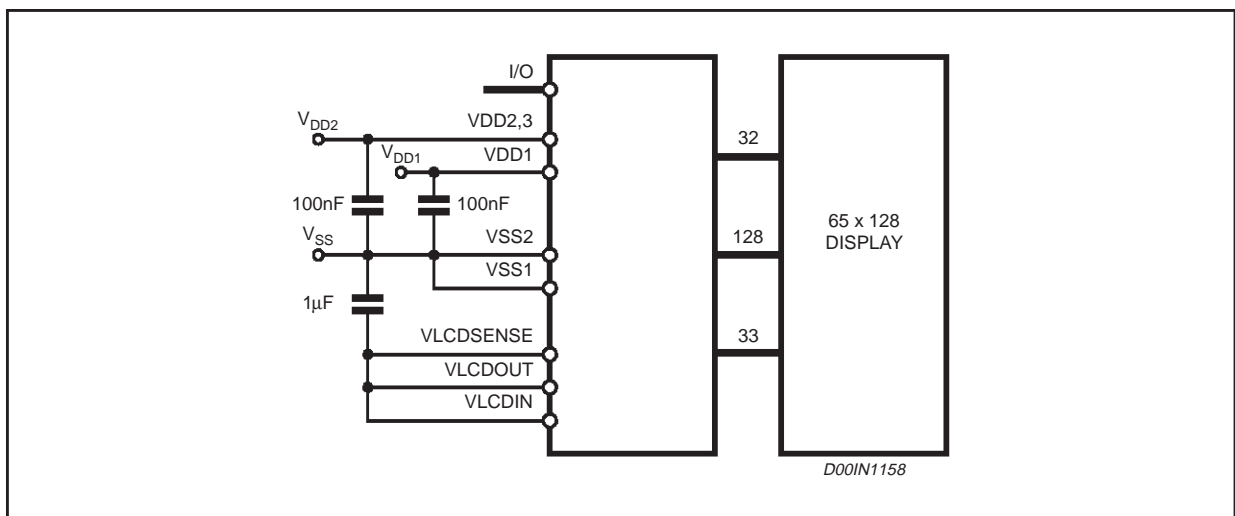 I/O
VDD2
VDD2,3
VDD1
VDD1
32
100nF
100nF
65 x 128
DISPLAY
VSS
VSS2
128
VSS1
1μF
VLCDSENSE
33
VLCDOUT
VLCDIN
D00IN1158